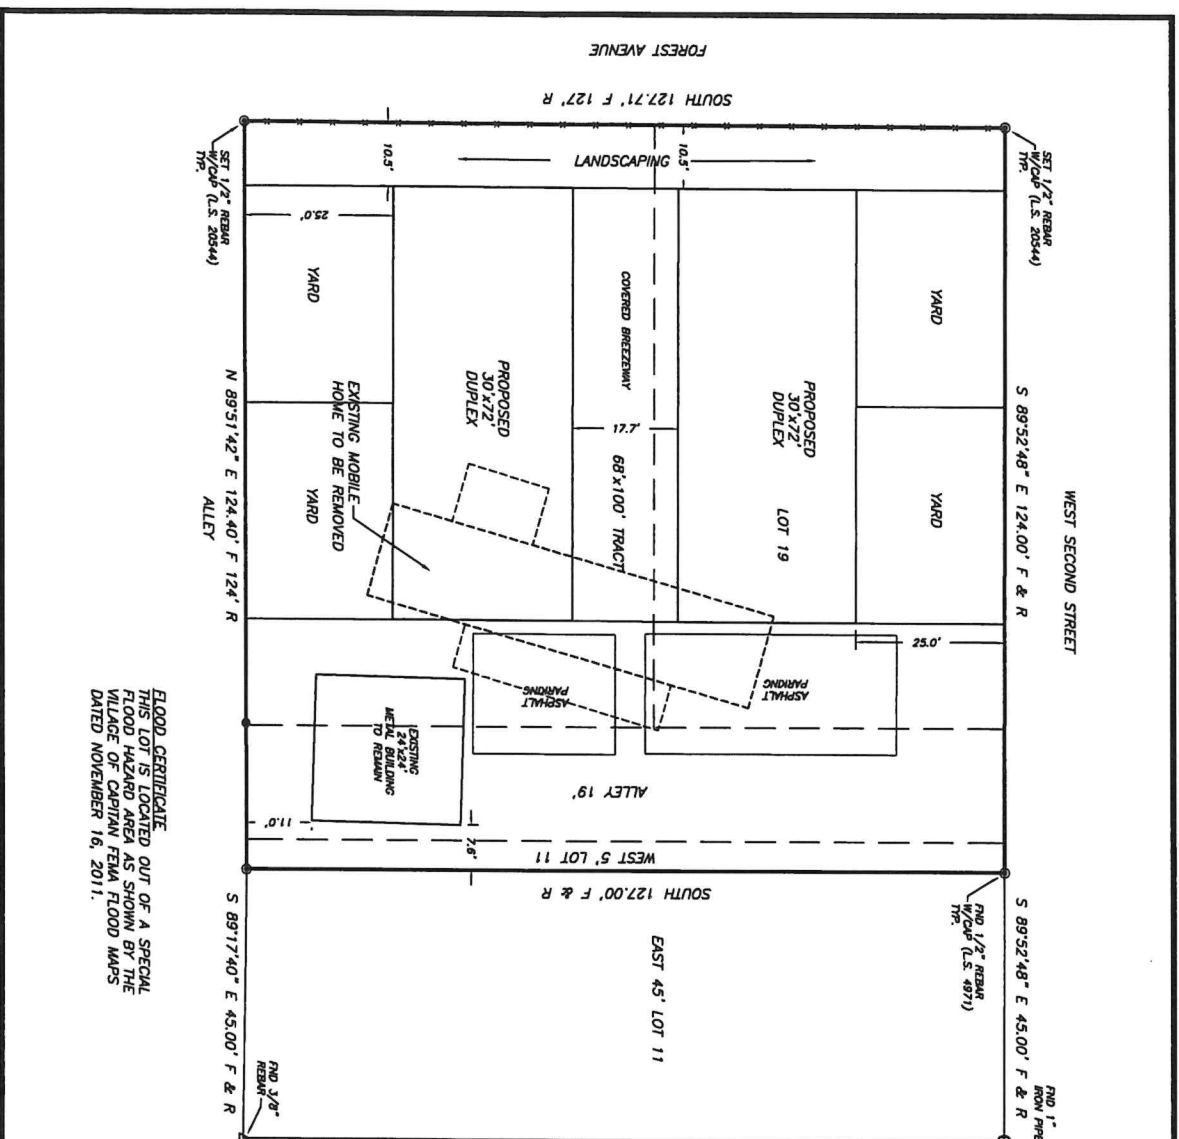 FOREST AVENUE
SOUTH 127.71' F 127' R
SET 1/2" REBAR
W/CAP (L.S. 20544)
TYP.
SET 1/2" REBAR
W/CAP (L.S. 20544)
TYP.
10.5'
LANDSCAPING
10.5'
25.0'
YARD
YARD
COVERED BREEZEWAY
PROPOSED
30'x72'
DUPLEX
PROPOSED
30'x72'
DUPLEX
EXISTING MOBILE
HOME TO BE REMOVED
17.7'
68'x100' TRACT
LOT 19
YARD
YARD
N 89°51'42" E 124.40' F 124' R
ALLEY
S 89°52'48" E 124.00' F & R
WEST SECOND STREET
25.0'
ASPHALT
PARKING
ASPHALT
PARKING
EXISTING
24'x24'
METAL BUILDING
TO REMAIN
ALLEY 19'
11.0'
7.6'
WEST 5' LOT 11
SOUTH 127.00' F & R
FND 1/2" REBAR
W/CAP (L.S. 4971)
TYP.
EAST 45' LOT 11
S 89°17'40" E 45.00' F & R
S 89°52'48" E 45.00' F & R
FND 3/8"
REBAR
FND 1"
IRON PIPE
FLOOD CERTIFICATE
THIS LOT IS LOCATED OUT OF A SPECIAL
FLOOD HAZARD AREA AS SHOWN BY THE
VILLAGE OF CAPITAN FEMA FLOOD MAPS
DATED NOVEMBER 16, 2011.